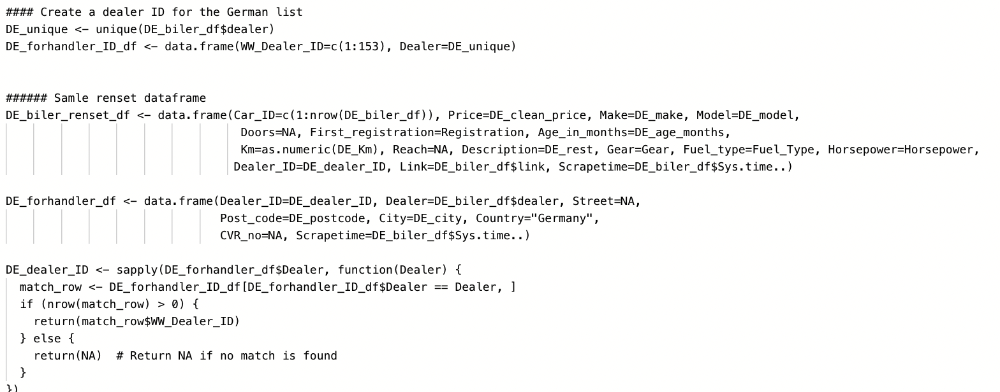 #### Create a dealer ID for the German list
DE_unique <- unique(DE_biler_df$dealer)
DE_forhandler_ID_df <- data.frame(WW_Dealer_ID=c(1:153), Dealer=DE_unique)
###### Samle renset dataframe
DE_biler_renset_df <- data.frame(Car_ID=c(1:nrow(DE_biler_df)), Price=DE_clean_price, Make=DE_make, Model=DE_model,
Doors=NA, First_registration=Registration, Age_in_months=DE_age_months,
Km=as.numeric(DE_Km), Reach=NA, Description=DE_rest, Gear=Gear, Fuel_type=Fuel_Type, Horsepower=Horsepower,
Dealer_ID=DE_dealer_ID, Link=DE_biler_df$link, Scrapetime=DE_biler_df$Sys.time..)
DE_forhandler_df <- data.frame(Dealer_ID=DE_dealer_ID, Dealer=DE_biler_df$dealer, Street=NA,
Post_code=DE_postcode, City=DE_city, Country="Germany",
CVR_no=NA, Scrapetime=DE_biler_df$Sys.time..)
DE_dealer_ID <- sapply(DE_forhandler_df$Dealer, function(Dealer) {
match_row <- DE_forhandler_ID_df[DE_forhandler_ID_df$Dealer == Dealer, ]
if (nrow(match_row) > 0) {
return(match_row$WW_Dealer_ID)
} else {
return(NA)  # Return NA if no match is found
}
})